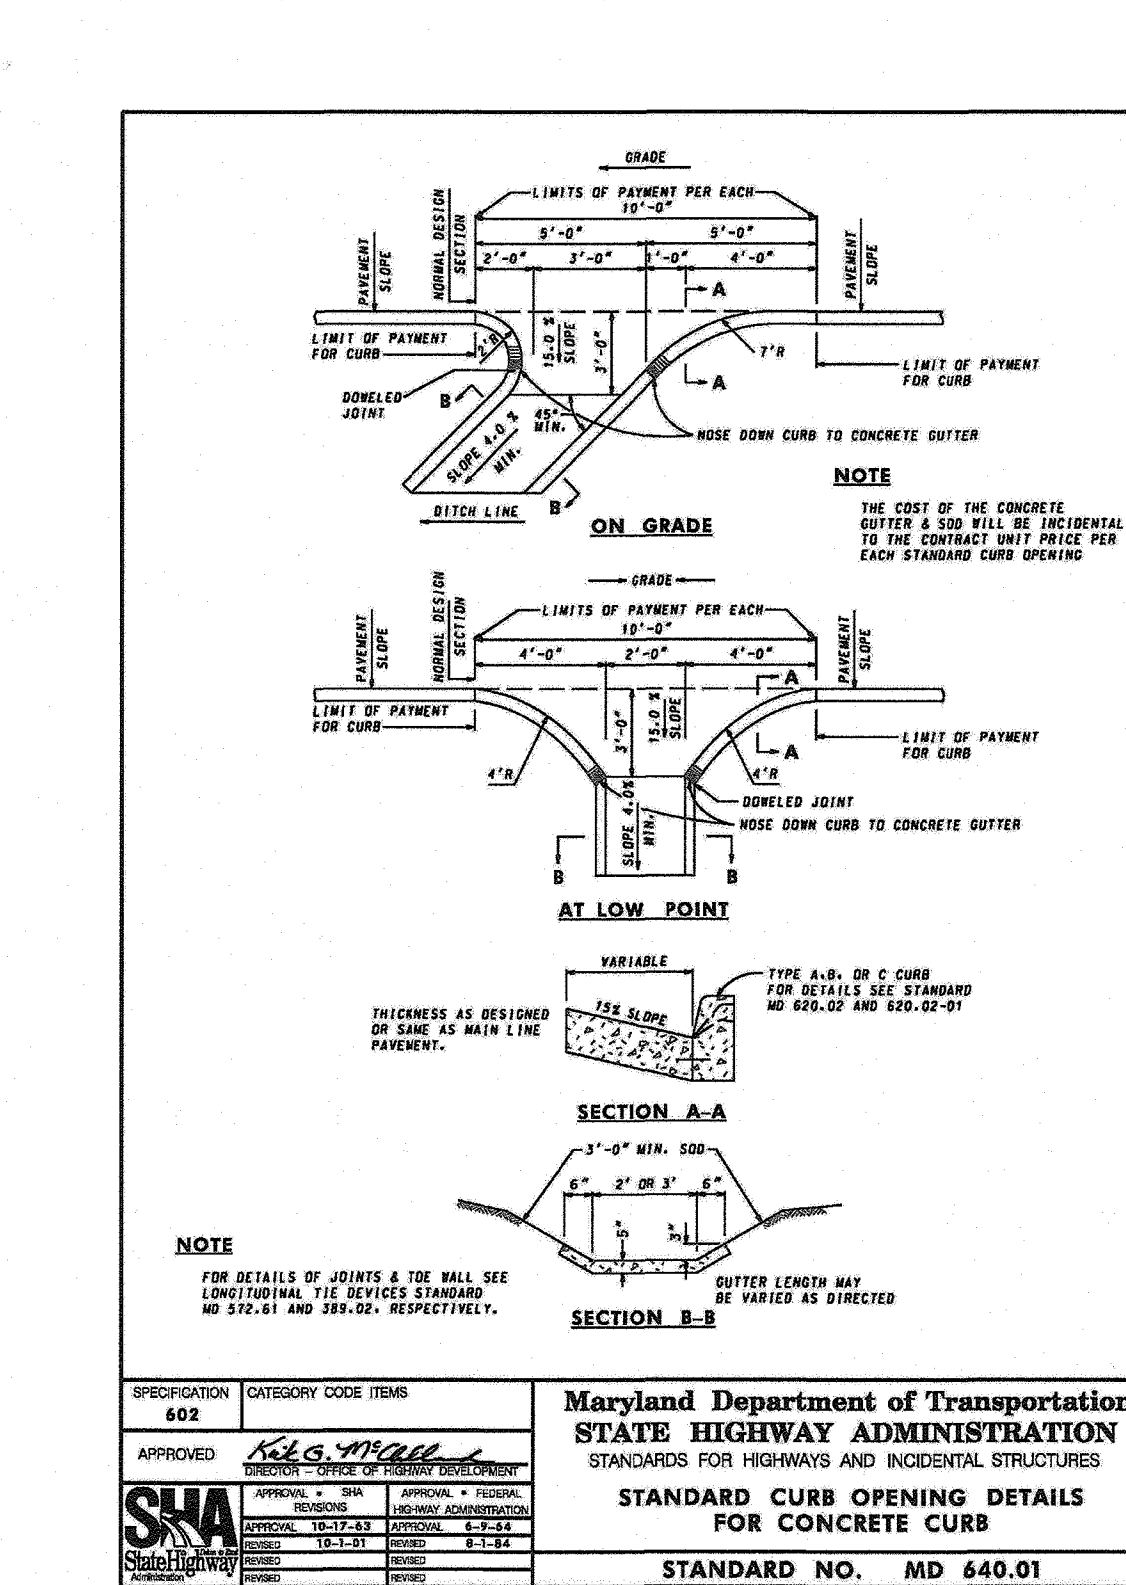 GRADE
LIMITS OF PAYMENT PER EACH
10'-0"
5'-0" 5'-0"
2'-0" 3'-0" 1'-0" 4'-0"
NORMAL DESIGN
SECTION
PAVEMENT
SLOPE
PAVEMENT
SLOPE
A
LIMIT OF PAYMENT
FOR CURB
2'R
15.0 %
SLOPE
3'-0"
7'R
A
LIMIT OF PAYMENT
FOR CURB
DOWELED
JOINT
B
45°
MIN.
SLOPE 4.0 %
MIN.
NOSE DOWN CURB TO CONCRETE GUTTER
B
DITCH LINE
ON GRADE
NOTE
THE COST OF THE CONCRETE
GUTTER & SOD WILL BE INCIDENTAL
TO THE CONTRACT UNIT PRICE PER
EACH STANDARD CURB OPENING
GRADE
LIMITS OF PAYMENT PER EACH
10'-0"
4'-0" 2'-0" 4'-0"
NORMAL DESIGN
SECTION
PAVEMENT
SLOPE
PAVEMENT
SLOPE
A
LIMIT OF PAYMENT
FOR CURB
3'-0"
15.0 %
SLOPE
A
LIMIT OF PAYMENT
FOR CURB
4'R
4'R
DOWELED JOINT
NOSE DOWN CURB TO CONCRETE GUTTER
SLOPE 4.0%
MIN.
B B
AT LOW POINT
VARIABLE
15% SLOPE
TYPE A.B. OR C CURB
FOR DETAILS SEE STANDARD
MD 620.02 AND 620.02-01
THICKNESS AS DESIGNED
OR SAME AS MAIN LINE
PAVEMENT.
SECTION A-A
3'-0" MIN. SOD
6" 2' OR 3' 6"
5"
3"
GUTTER LENGTH MAY
BE VARIED AS DIRECTED
SECTION B-B
NOTE
FOR DETAILS OF JOINTS & TOE WALL SEE
LONGITUDINAL TIE DEVICES STANDARD
MD 572.61 AND 389.02. RESPECTIVELY.
SPECIFICATION
602
CATEGORY CODE ITEMS
APPROVED
Kirk G. McClelland
DIRECTOR - OFFICE OF HIGHWAY DEVELOPMENT
SHA
State Highway
Administration
APPROVAL • SHA
REVISIONS
APPROVAL • FEDERAL
HIGHWAY ADMINISTRATION
APPROVAL 10-17-63 APPROVAL 6-9-64
REVISED 10-1-01 REVISED 8-1-84
REVISED REVISED
REVISED REVISED
Maryland Department of Transportation
STATE HIGHWAY ADMINISTRATION
STANDARDS FOR HIGHWAYS AND INCIDENTAL STRUCTURES
STANDARD CURB OPENING DETAILS
FOR CONCRETE CURB
STANDARD NO. MD 640.01